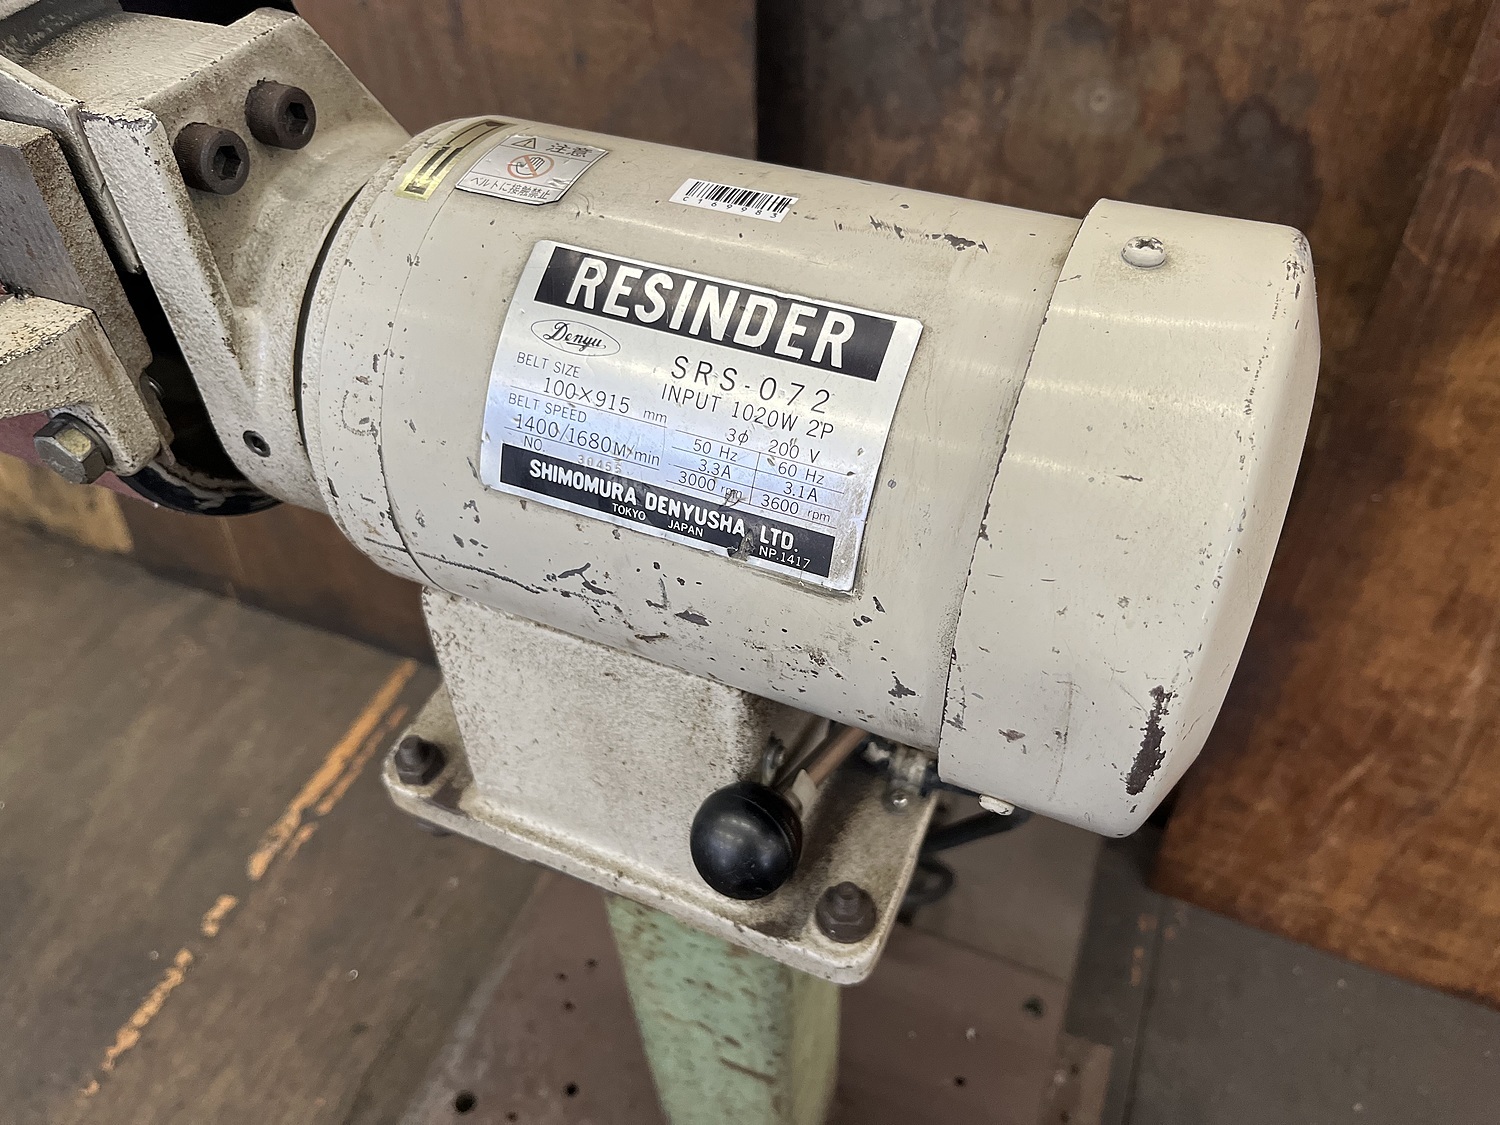 注意
ベルトに接触禁止
C169983
RESINDER
Denyu
SRS-072
BELT SIZE
100×915 mm
INPUT 1020W 2P
BELT SPEED
1400/1680M/min
3φ 200 V
50 Hz 60 Hz
3.3A 3.1A
3000 rpm 3600 rpm
NO. 30455
SHIMOMURA DENYUSHA LTD.
TOKYO JAPAN
NP.1417